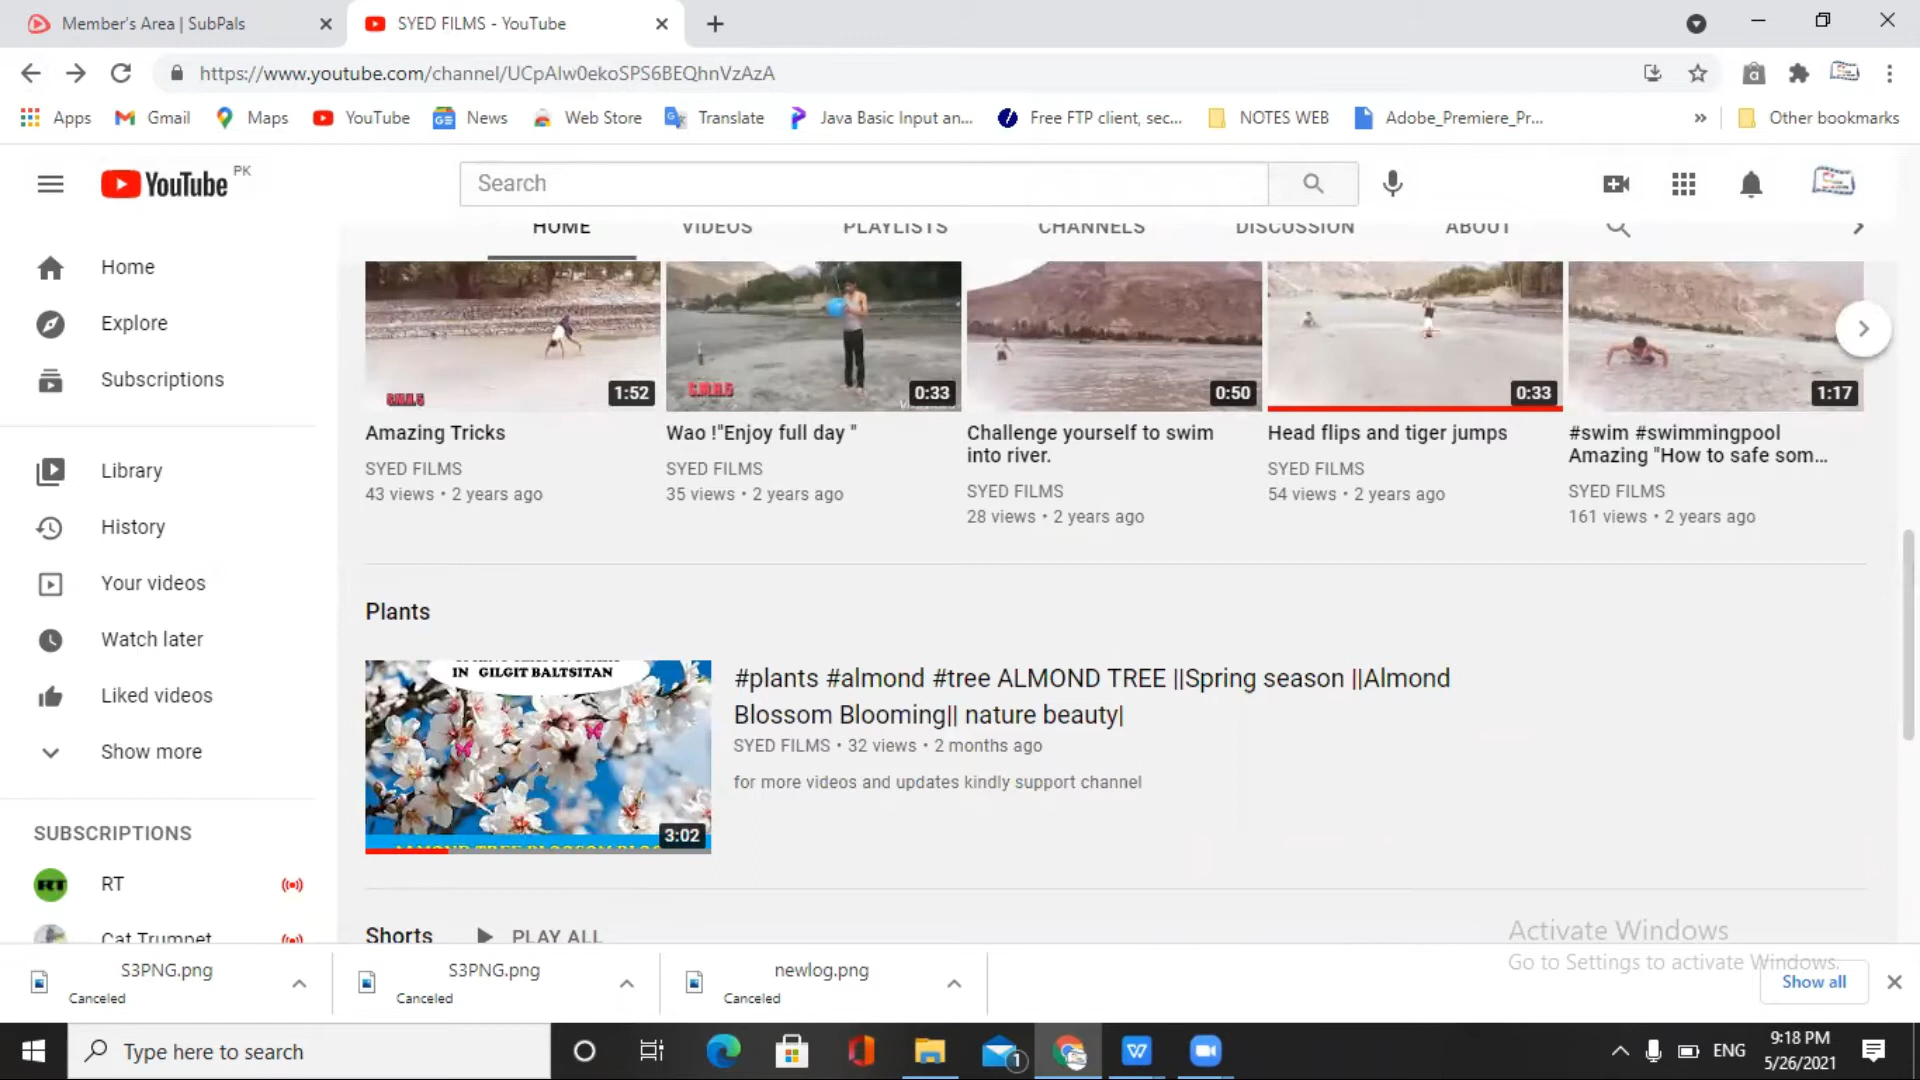 Member's Area | SubPals
SYED FILMS - YouTube
https://www.youtube.com/channel/UCpAlw0ekoSPS6BEQhnVzAzA
Apps Gmail Maps YouTube News Web Store Translate Java Basic Input an... Free FTP client, sec... NOTES WEB Adobe_Premiere_Pr... » Other bookmarks
YouTube PK
Search
HOME VIDEOS PLAYLISTS CHANNELS DISCUSSION ABOUT
Home
Explore
Subscriptions
Library
History
Your videos
Watch later
Liked videos
Show more
SUBSCRIPTIONS
RT
Cat Trumpet
1:52
Amazing Tricks
SYED FILMS
43 views • 2 years ago
0:33
Wao !"Enjoy full day "
SYED FILMS
35 views • 2 years ago
0:50
Challenge yourself to swim
into river.
SYED FILMS
28 views • 2 years ago
0:33
Head flips and tiger jumps
SYED FILMS
54 views • 2 years ago
1:17
#swim #swimmingpool
Amazing "How to safe som...
SYED FILMS
161 views • 2 years ago
Plants
IN GILGIT BALTSITAN
3:02
#plants #almond #tree ALMOND TREE ||Spring season ||Almond
Blossom Blooming|| nature beauty|
SYED FILMS • 32 views • 2 months ago
for more videos and updates kindly support channel
Shorts PLAY ALL
Activate Windows
Go to Settings to activate Windows.
S3PNG.png
Canceled
S3PNG.png
Canceled
newlog.png
Canceled
Show all
Type here to search
1
ENG
9:18 PM
5/26/2021